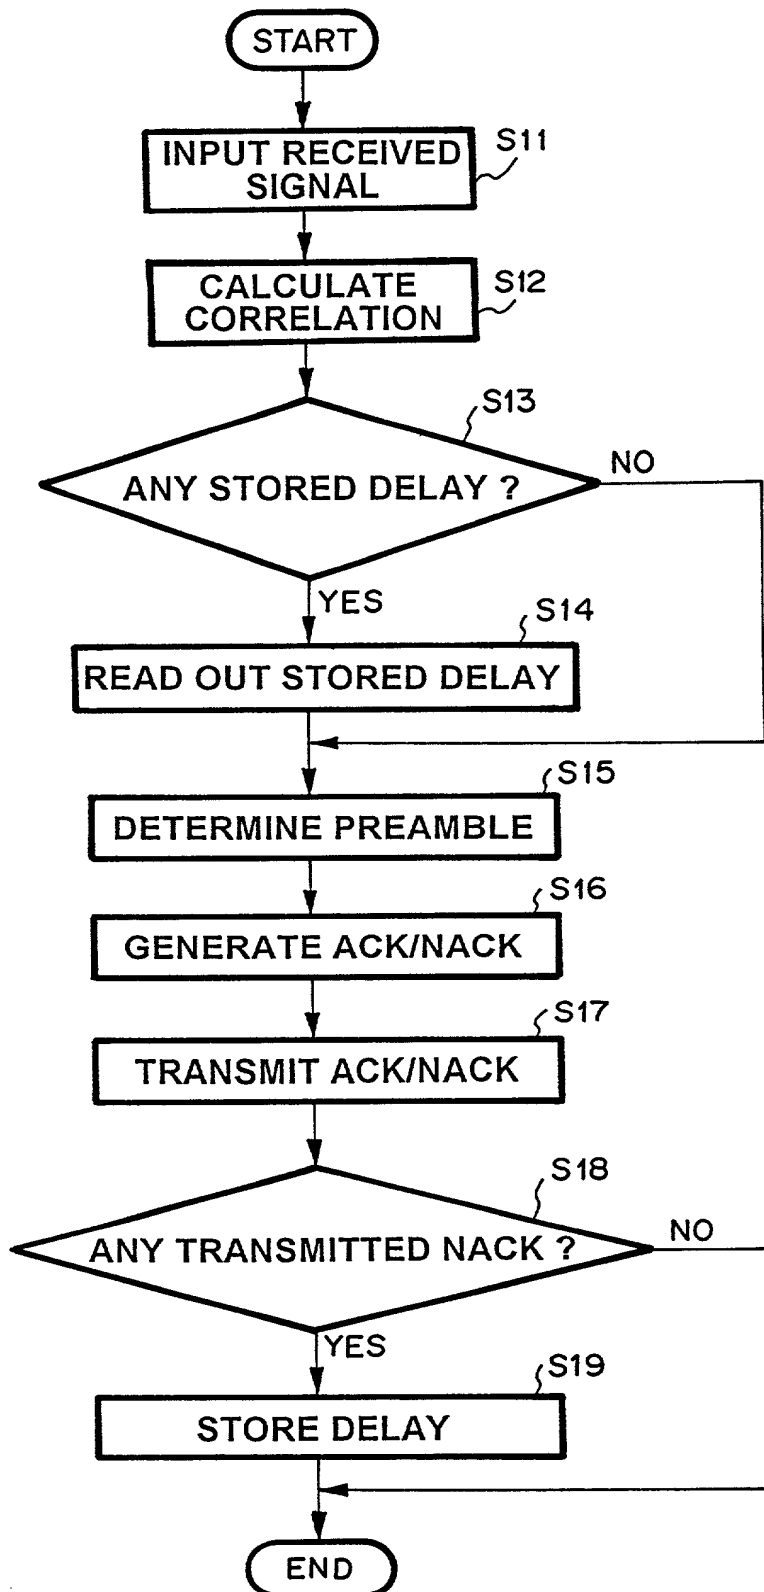 START
INPUT RECEIVED
SIGNAL
S11
CALCULATE
CORRELATION
S12
S13
ANY STORED DELAY ?
NO
YES
S14
READ OUT STORED DELAY
S15
DETERMINE PREAMBLE
S16
GENERATE ACK/NACK
S17
TRANSMIT ACK/NACK
S18
ANY TRANSMITTED NACK ?
NO
YES
S19
STORE DELAY
END